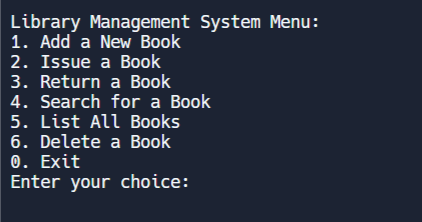 Library Management System Menu:
1. Add a New Book
2. Issue a Book
3. Return a Book
4. Search for a Book
5. List All Books
6. Delete a Book
0. Exit
Enter your choice: